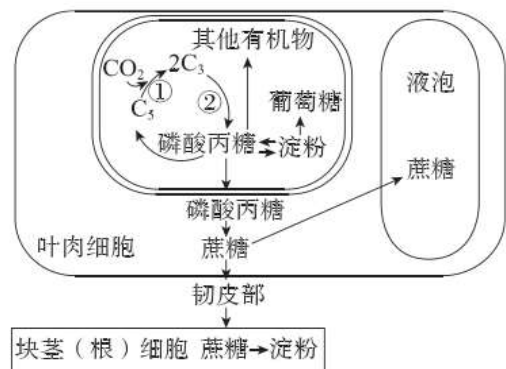 其他有机物
CO₂ 2C₃
① ②
C₅
葡萄糖
磷酸丙糖 淀粉
液泡
蔗糖
磷酸丙糖
叶肉细胞 蔗糖
韧皮部
块茎（根）细胞 蔗糖→淀粉